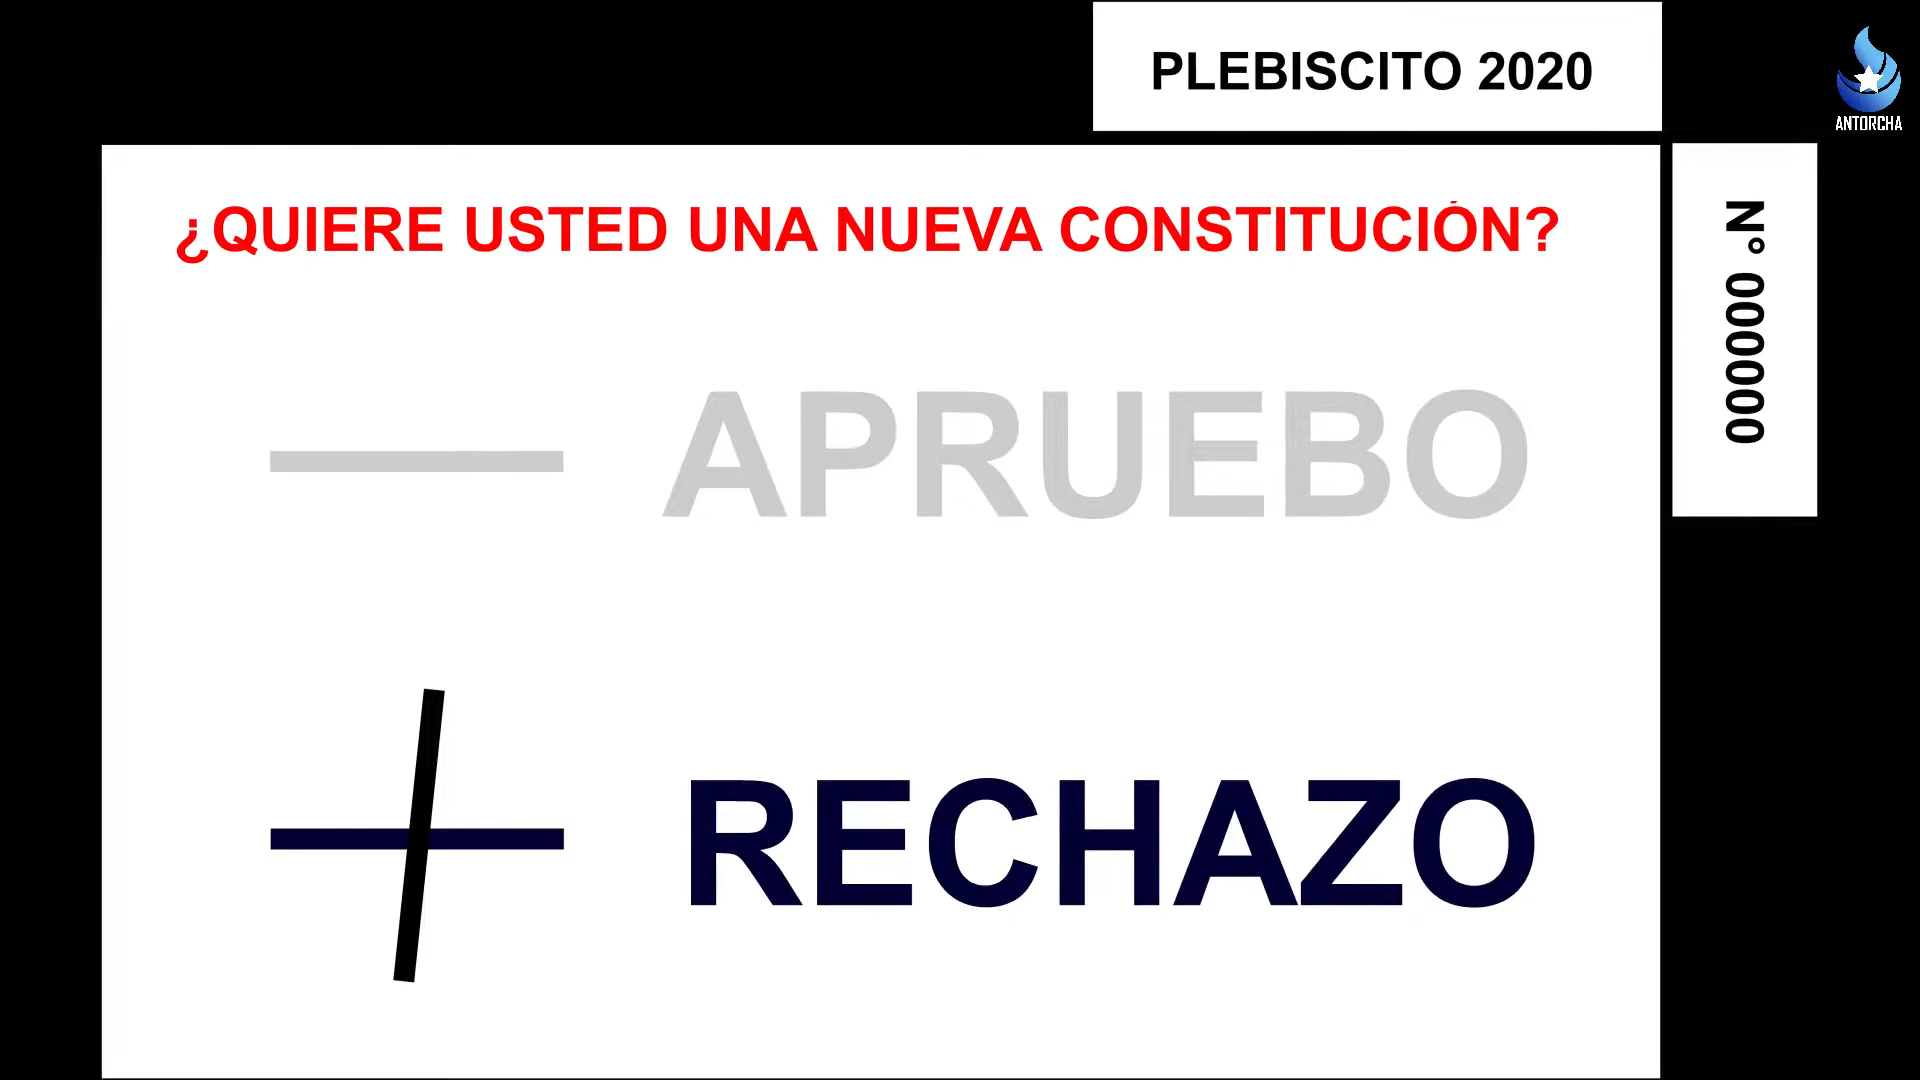 PLEBISCITO 2020
ANTORCHA
¿QUIERE USTED UNA NUEVA CONSTITUCIÓN?
N° 000000
APRUEBO
RECHAZO